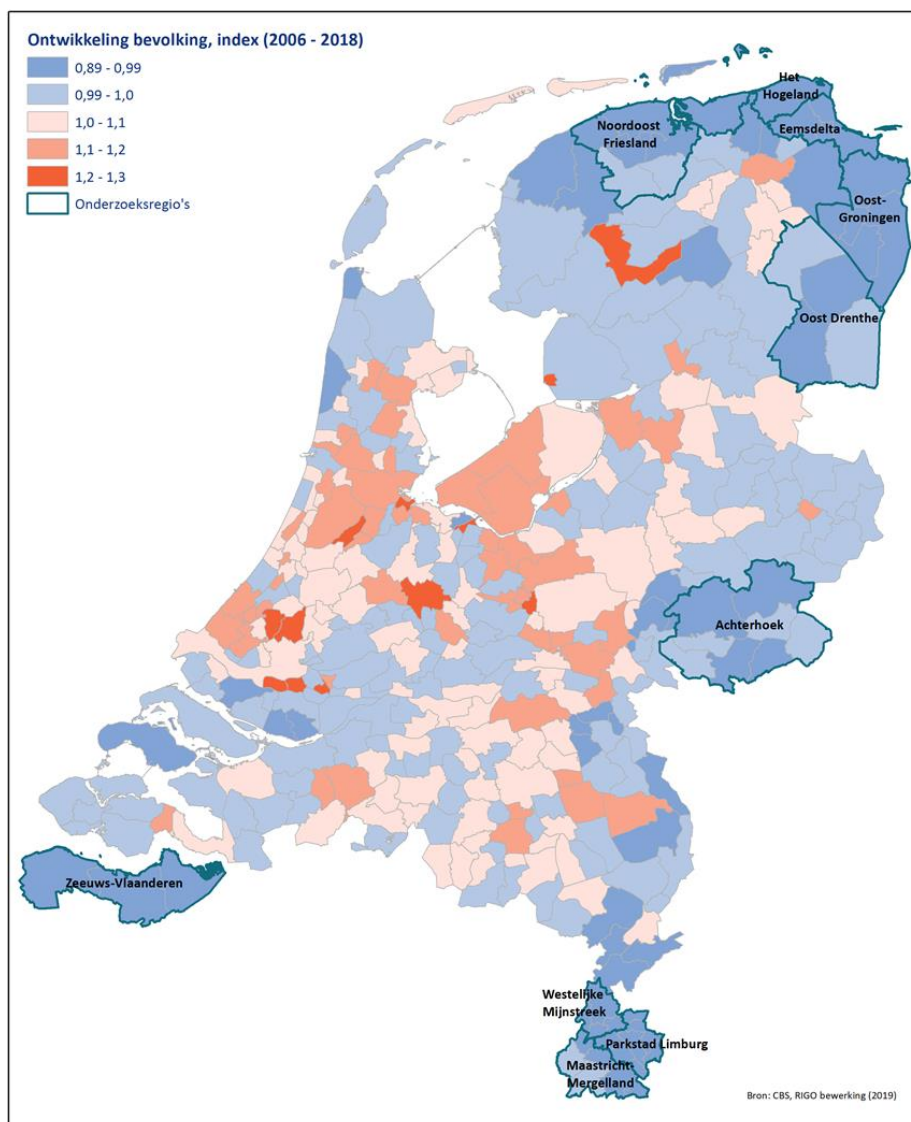 Ontwikkeling bevolking, index (2006 - 2018)
0,89 - 0,99
0,99 - 1,0
1,0 - 1,1
1,1 - 1,2
1,2 - 1,3
Onderzoeksregio's
Het
Hogeland
Noordoost
Friesland
Eemsdelta
Oost-
Groningen
Oost Drenthe
Achterhoek
Zeeuws-Vlaanderen
Westelijke
Mijnstreek
Parkstad Limburg
Maastricht-
Mergelland
Bron: CBS, RIGO bewerking (2019)